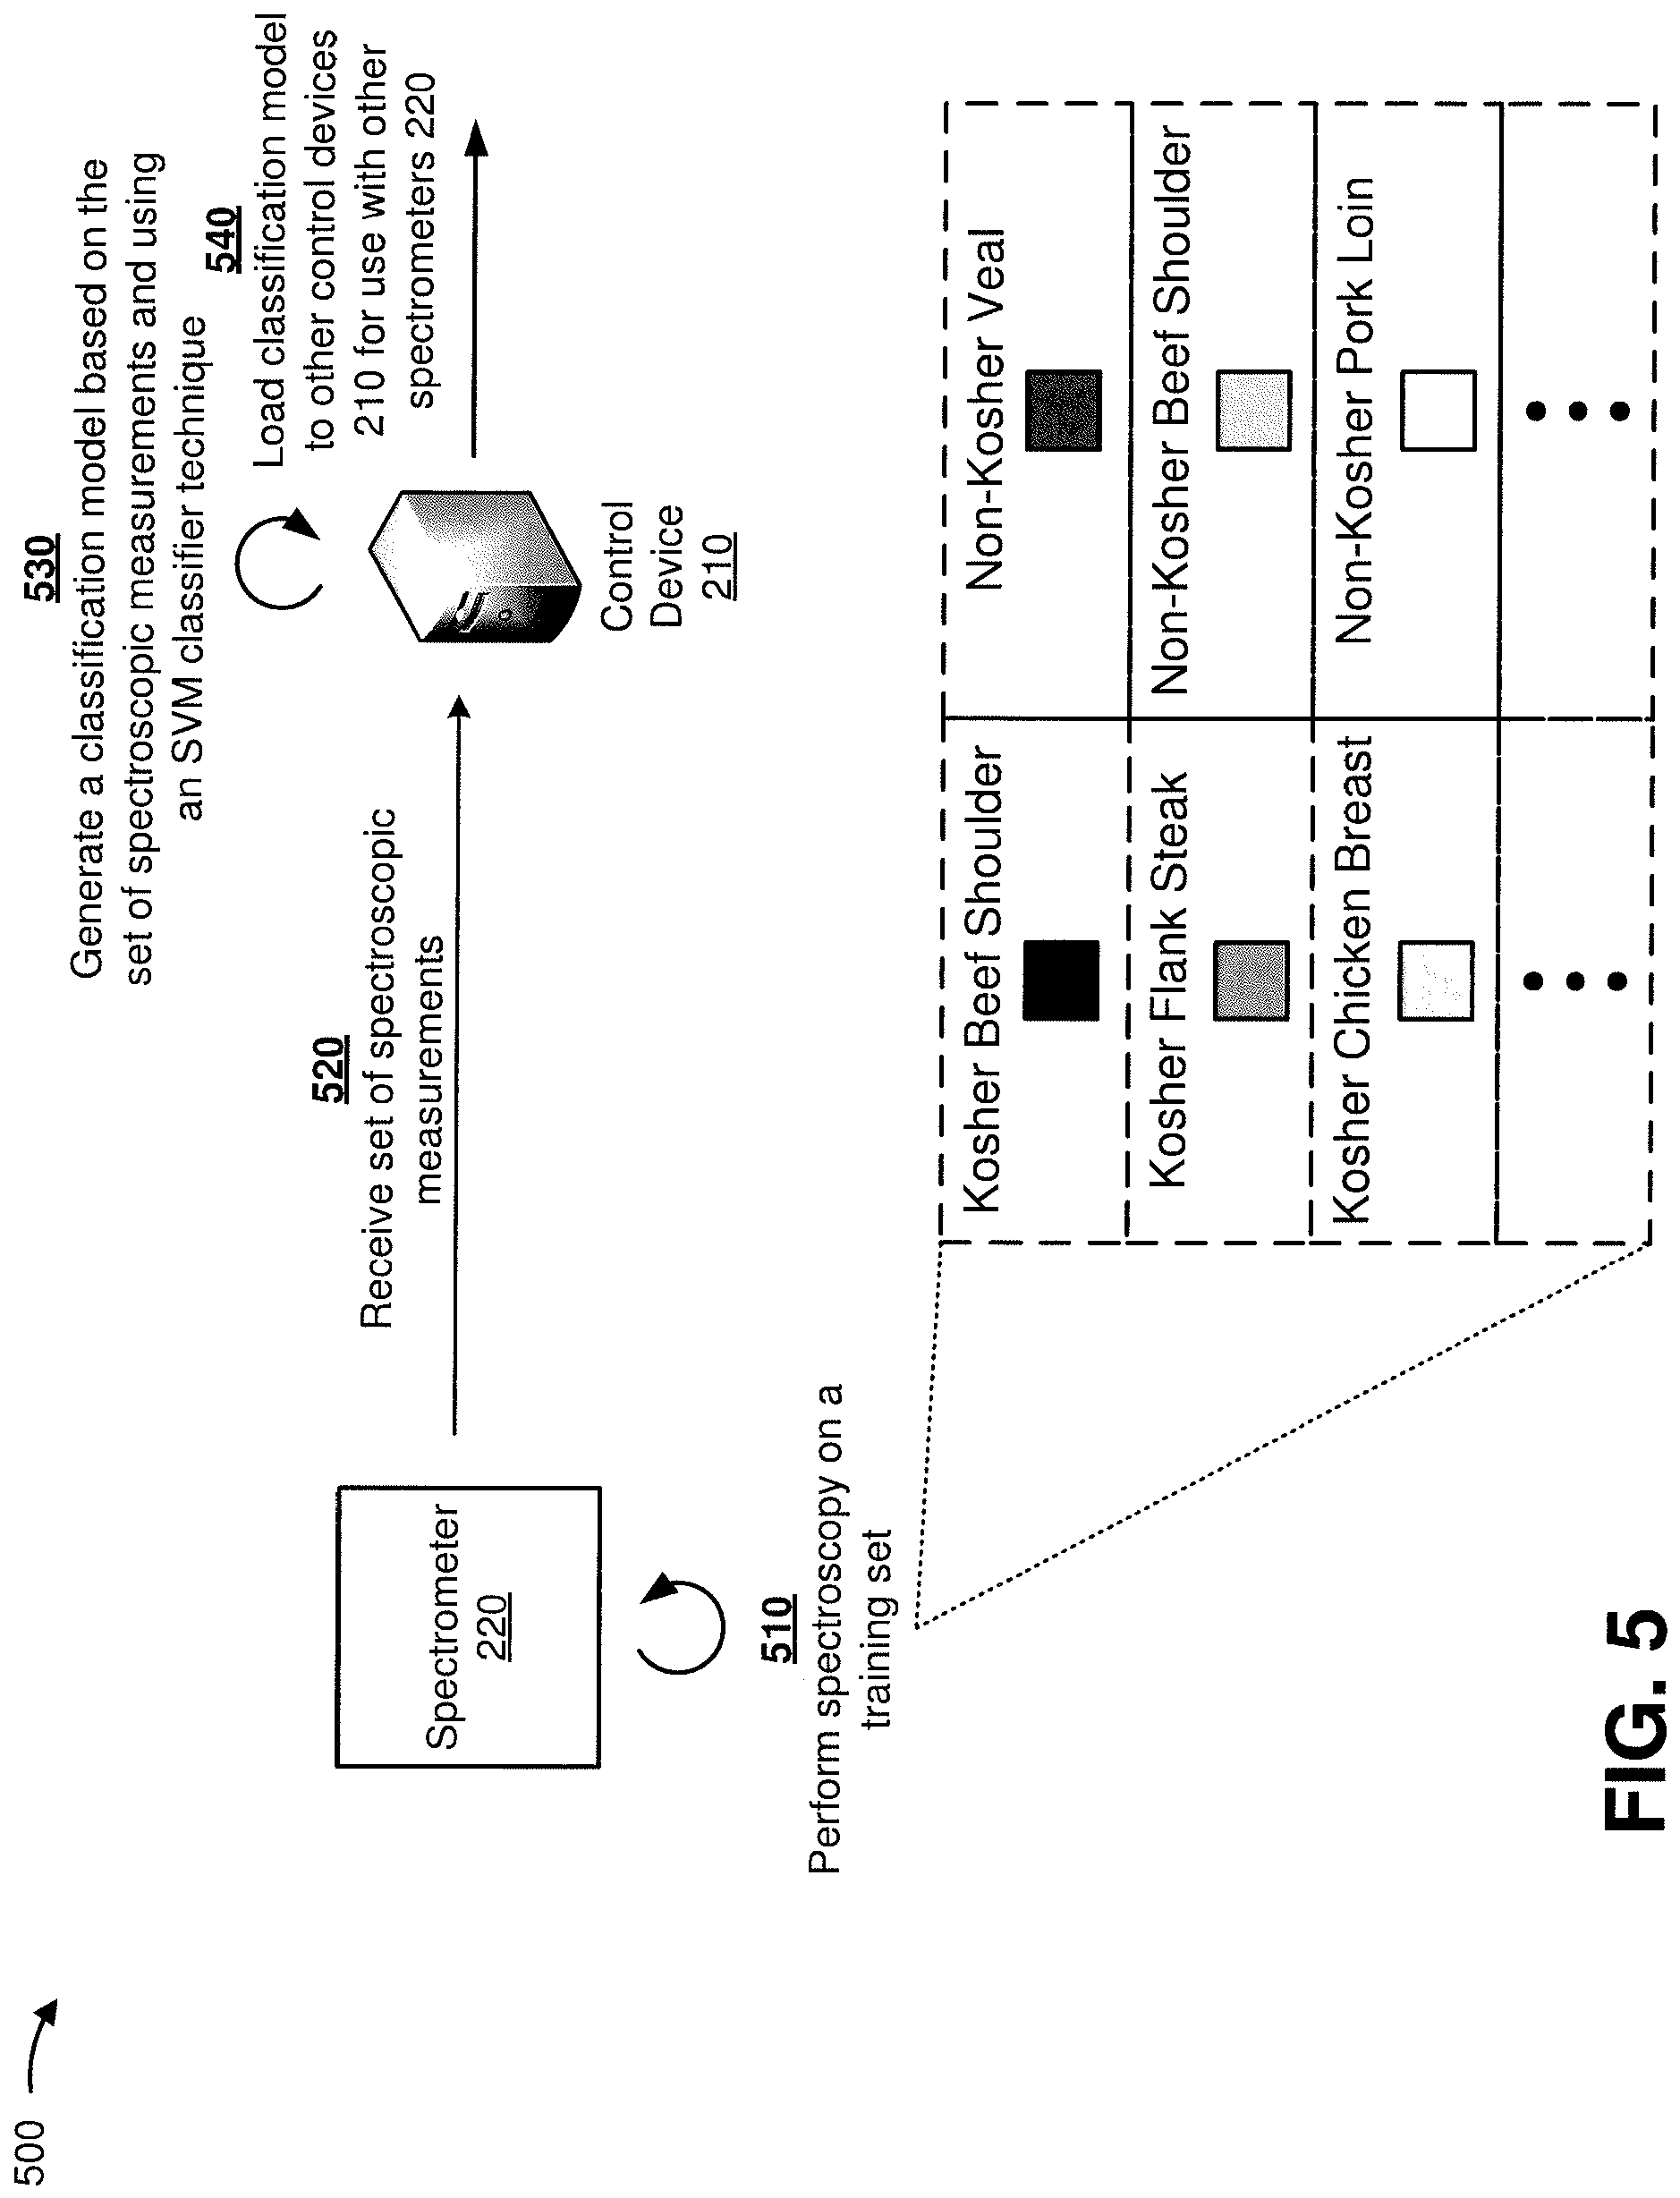 500
530
Generate a classification model based on the
set of spectroscopic measurements and using
an SVM classifier technique
540
Load classification model
to other control devices
210 for use with other
spectrometers 220
520
Receive set of spectroscopic
measurements
Spectrometer
220
Control
Device
210
510
Perform spectroscopy on a
training set
Kosher Beef Shoulder
Non-Kosher Veal
Kosher Flank Steak
Non-Kosher Beef Shoulder
Kosher Chicken Breast
Non-Kosher Pork Loin
FIG. 5